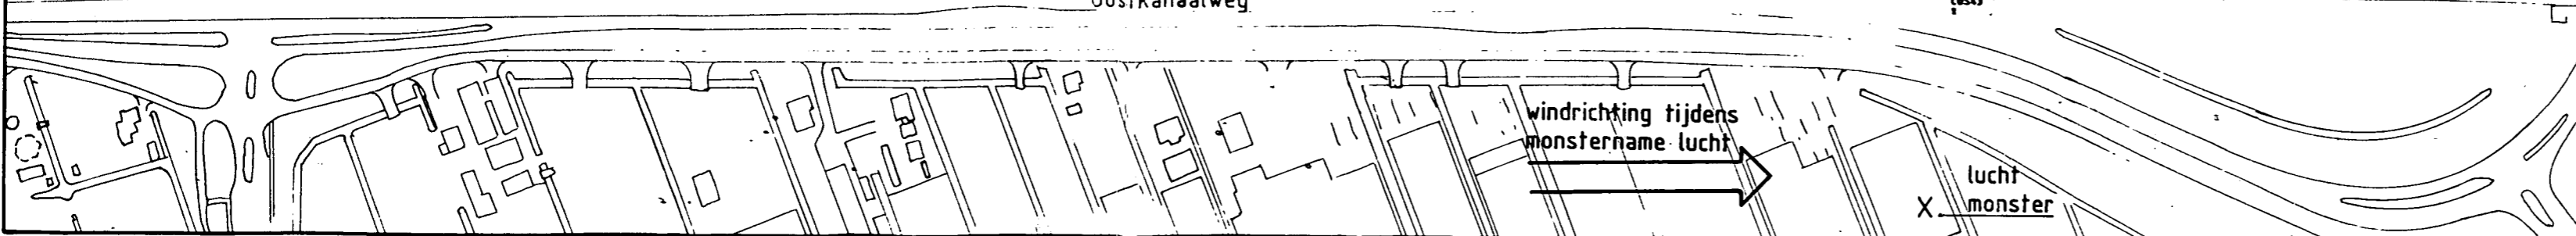 Oostkanaalweg
windrichting tijdens
monstername lucht
lucht
X monster